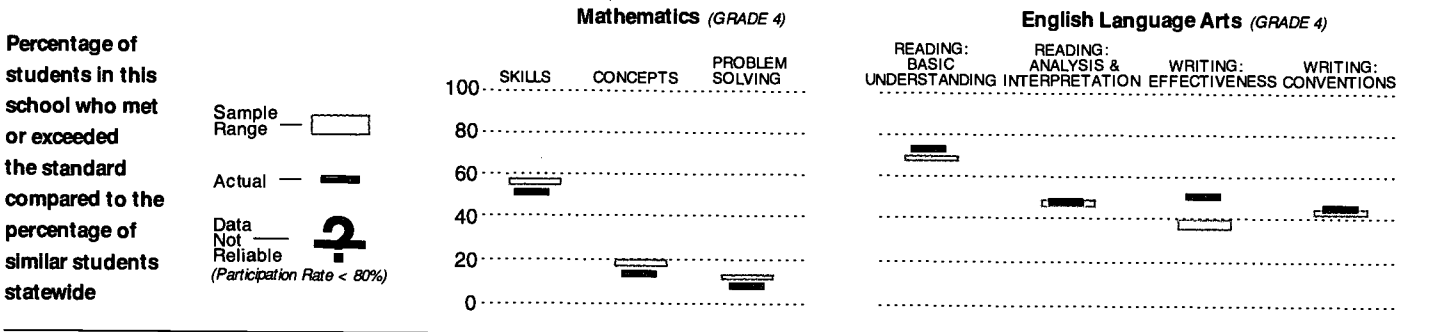 Percentage of
students in this
school who met
or exceeded
the standard
compared to the
percentage of
similar students
statewide
Sample
Range
Actual
Data
Not
Reliable
?
(Participation Rate < 80%)
Mathematics (GRADE 4)
SKILLS
CONCEPTS
PROBLEM
SOLVING
100
80
60
40
20
0
English Language Arts (GRADE 4)
READING:
BASIC
UNDERSTANDING
READING:
ANALYSIS &
INTERPRETATION
WRITING:
EFFECTIVENESS
WRITING:
CONVENTIONS